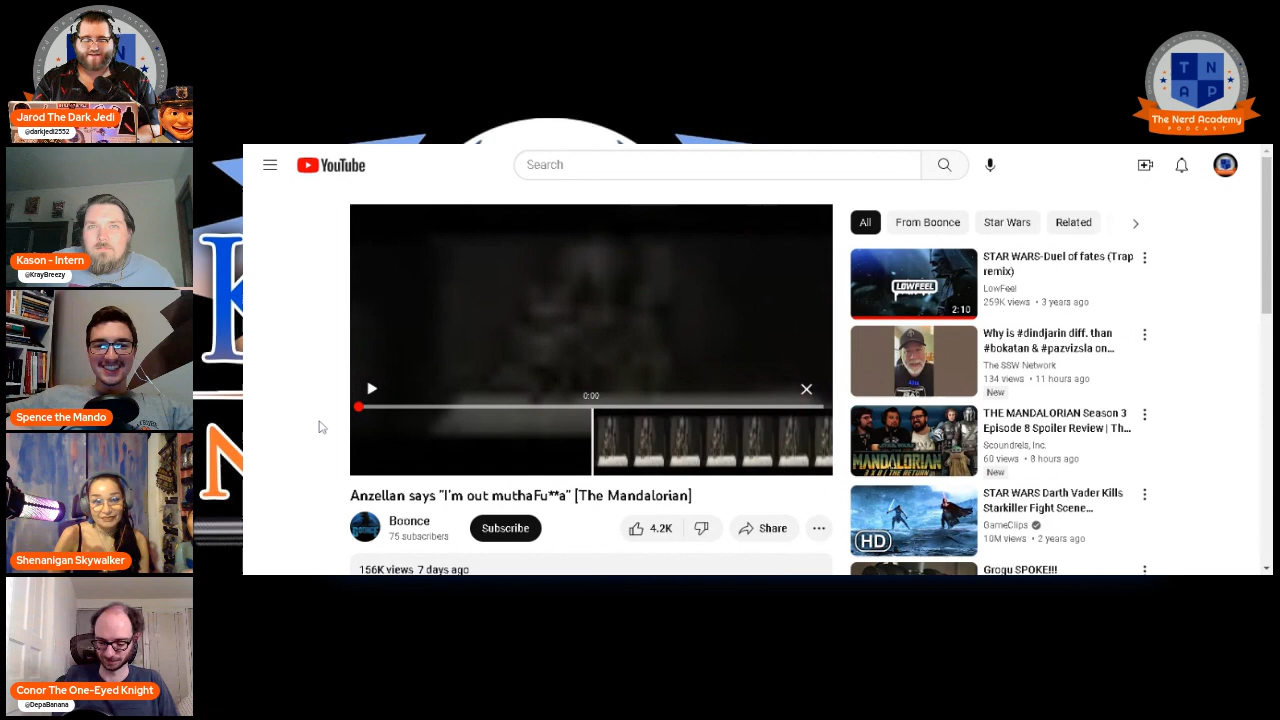 Jarod The Dark Jedi
@darkjedi2552
Kason - Intern
@KrayBreezy
Spence the Mando
Shenanigan Skywalker
Conor The One-Eyed Knight
@DepaBanana
T N
A P
The Nerd Academy
PODCAST
YouTube
Search
0:00
Anzellan says "I'm out muthaFu**a" [The Mandalorian]
Boonce
75 subscribers
Subscribe
4.2K
Share
156K views 7 days ago
All
From Boonce
Star Wars
Related
LOWFEEL
2:10
STAR WARS-Duel of fates (Trap
remix)
LowFeel
259K views • 3 years ago
Why is #dindjarin diff. than
#bokatan & #pazvizsla on...
The SSW Network
134 views • 11 hours ago
New
MANDALORIAN
THE MANDALORIAN Season 3
Episode 8 Spoiler Review | Th...
Scoundrels, Inc.
60 views • 8 hours ago
New
HD
STAR WARS Darth Vader Kills
Starkiller Fight Scene...
GameClips
10M views • 2 years ago
Grogu SPOKE!!!